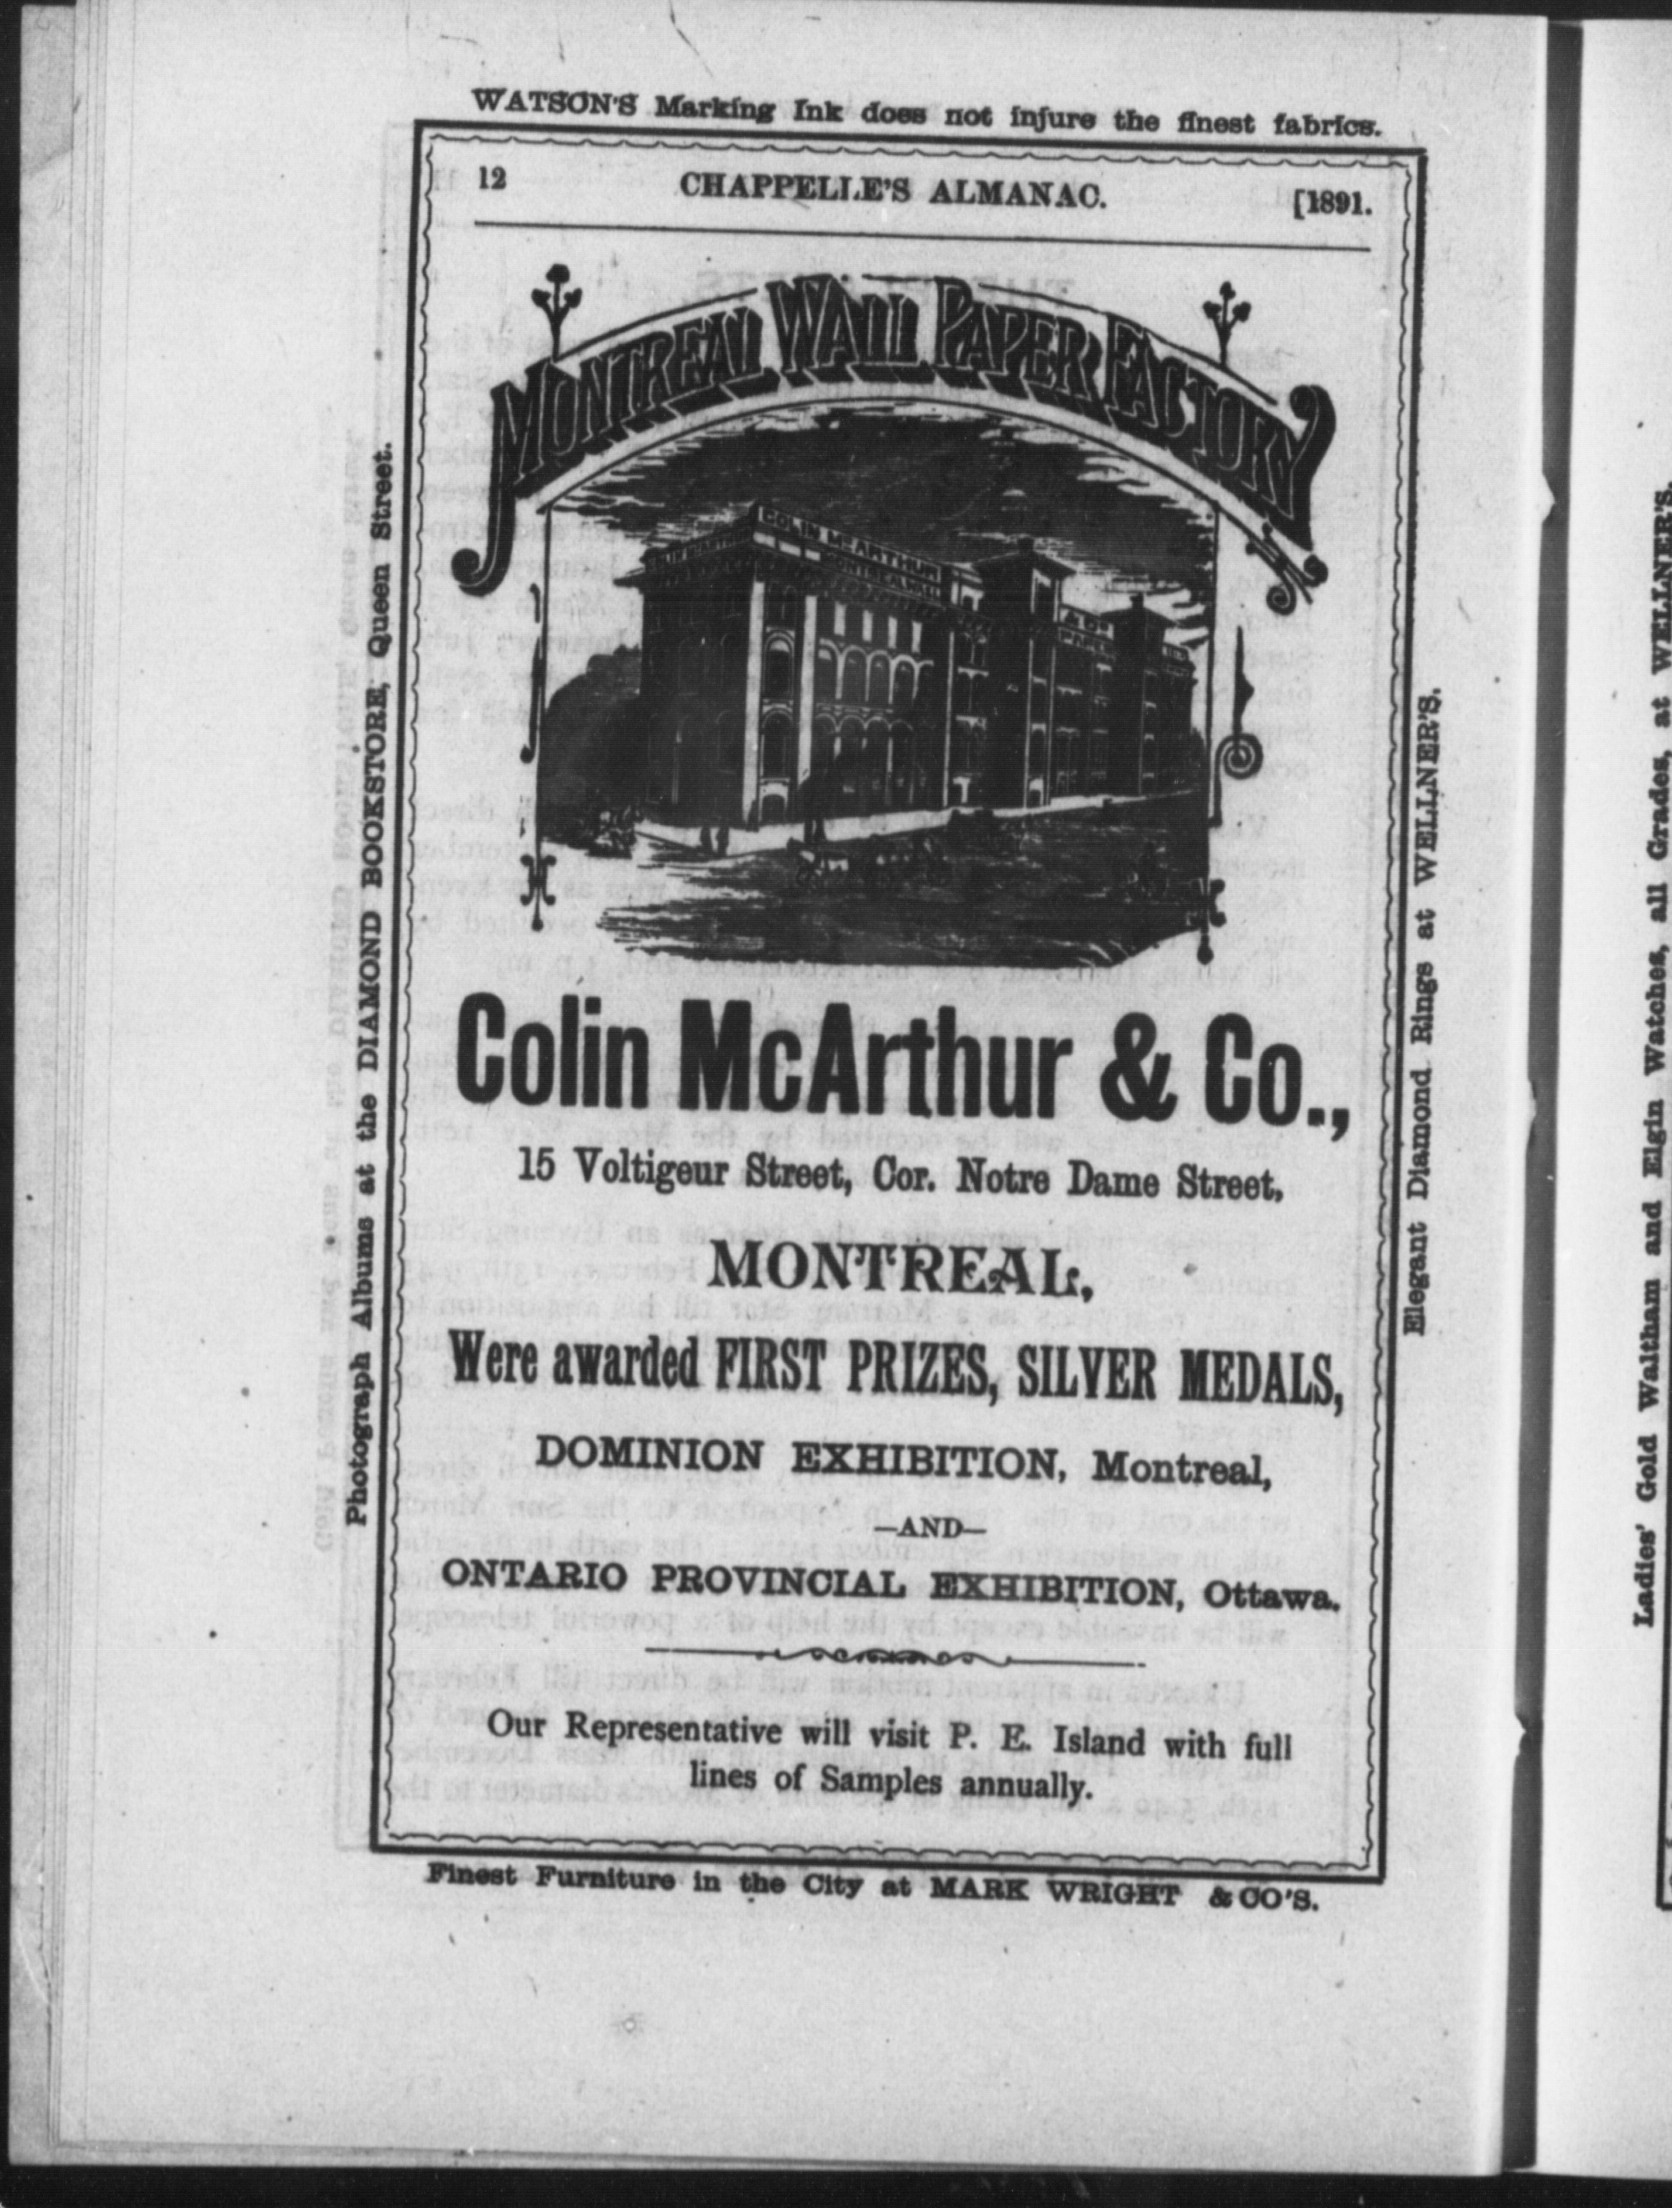 WATSON'S Marking Ink does not injure the finest fabrics.
12 CHAPPELLE'S ALMANAC. [1891.
MONTREAL WALL PAPER FACTORY
COLIN McARTHUR
MONTREAL WALL
& Co
PAPER
Colin McArthur & Co.,
15 Voltigeur Street, Cor. Notre Dame Street,
MONTREAL,
Were awarded FIRST PRIZES, SILVER MEDALS,
DOMINION EXHIBITION, Montreal,
—AND—
ONTARIO PROVINCIAL EXHIBITION, Ottawa.
Our Representative will visit P. E. Island with full
lines of Samples annually.
Finest Furniture in the City at MARK WRIGHT & CO'S.
Photograph Albums at the DIAMOND BOOKSTORE, Queen Street.
Elegant Diamond Rings at WELLNER'S.
Ladies' Gold Waltham and Elgin Watches, all Grades, at WELLNER'S.